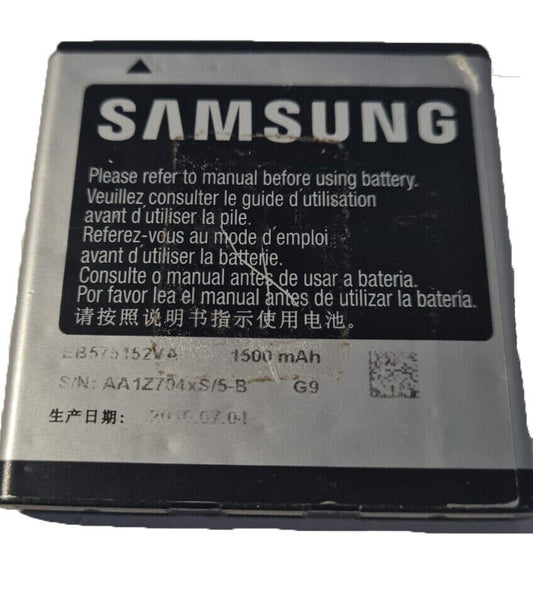 SAMSUNG
Please refer to manual before using battery.
Veuillez consulter le guide d'utilisation
avant d'utiliser la pile.
Referez-vous au mode d'emploi
avant d'utiliser la batterie.
Consulte o manual antes de usar a bateria.
Por favor lea el manual antes de utilizar la batería.
请按照说明书指示使用电池。
EB575152VA 1500 mAh
S/N: AA1Z704xS/5-B G9
生产日期: